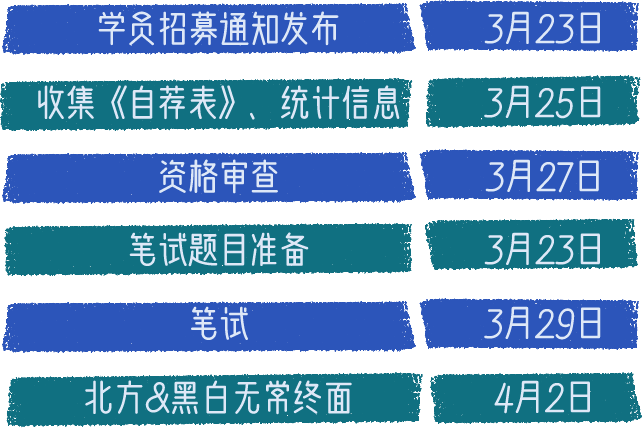 学员招募通知发布 3月23日
收集《自荐表》、统计信息 3月25日
资格审查 3月27日
笔试题目准备 3月23日
笔试 3月29日
北方&黑白无常终面 4月2日